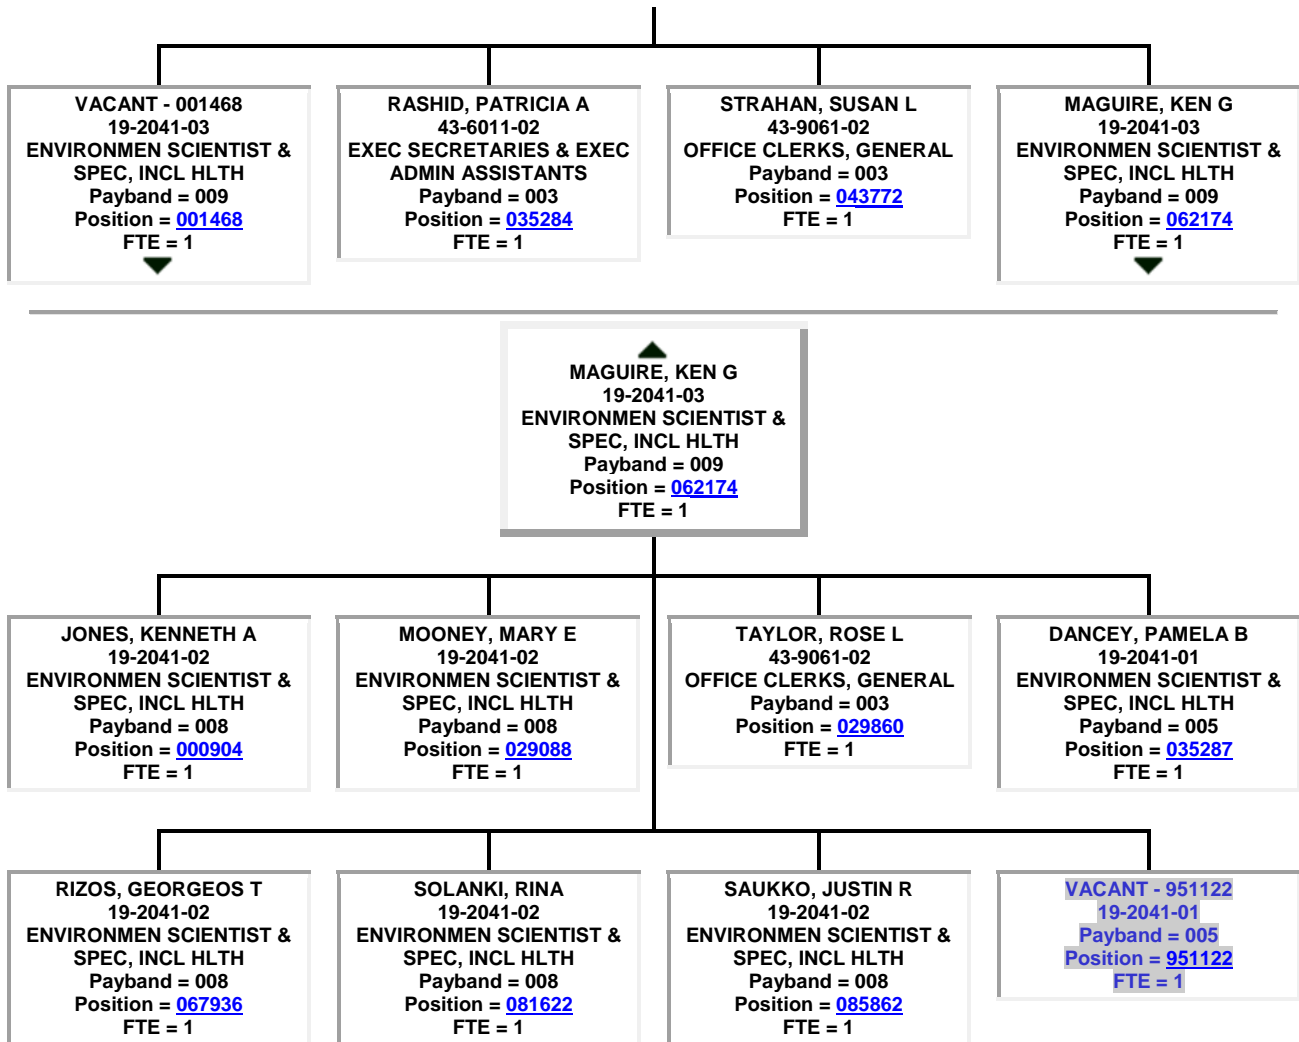 VACANT - 001468
19-2041-03
ENVIRONMEN SCIENTIST &
SPEC, INCL HLTH
Payband = 009
Position = 001468
FTE = 1
RASHID, PATRICIA A
43-6011-02
EXEC SECRETARIES & EXEC
ADMIN ASSISTANTS
Payband = 003
Position = 035284
FTE = 1
STRAHAN, SUSAN L
43-9061-02
OFFICE CLERKS, GENERAL
Payband = 003
Position = 043772
FTE = 1
MAGUIRE, KEN G
19-2041-03
ENVIRONMEN SCIENTIST &
SPEC, INCL HLTH
Payband = 009
Position = 062174
FTE = 1
MAGUIRE, KEN G
19-2041-03
ENVIRONMEN SCIENTIST &
SPEC, INCL HLTH
Payband = 009
Position = 062174
FTE = 1
JONES, KENNETH A
19-2041-02
ENVIRONMEN SCIENTIST &
SPEC, INCL HLTH
Payband = 008
Position = 000904
FTE = 1
MOONEY, MARY E
19-2041-02
ENVIRONMEN SCIENTIST &
SPEC, INCL HLTH
Payband = 008
Position = 029088
FTE = 1
TAYLOR, ROSE L
43-9061-02
OFFICE CLERKS, GENERAL
Payband = 003
Position = 029860
FTE = 1
DANCEY, PAMELA B
19-2041-01
ENVIRONMEN SCIENTIST &
SPEC, INCL HLTH
Payband = 005
Position = 035287
FTE = 1
RIZOS, GEORGEOS T
19-2041-02
ENVIRONMEN SCIENTIST &
SPEC, INCL HLTH
Payband = 008
Position = 067936
FTE = 1
SOLANKI, RINA
19-2041-02
ENVIRONMEN SCIENTIST &
SPEC, INCL HLTH
Payband = 008
Position = 081622
FTE = 1
SAUKKO, JUSTIN R
19-2041-02
ENVIRONMEN SCIENTIST &
SPEC, INCL HLTH
Payband = 008
Position = 085862
FTE = 1
VACANT - 951122
19-2041-01
Payband = 005
Position = 951122
FTE = 1